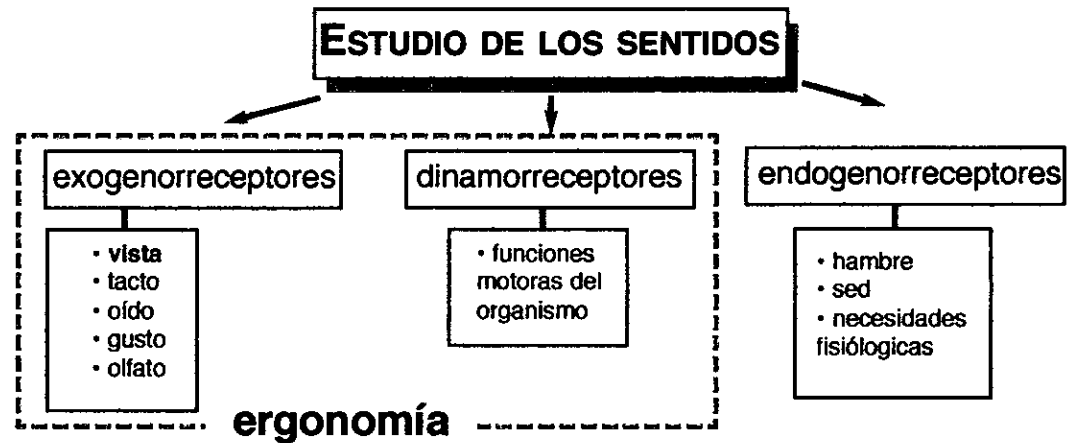 ESTUDIO DE LOS SENTIDOS
exogenorreceptores
• vista
• tacto
• oído
• gusto
• olfato
dinamorreceptores
• funciones
motoras del
organismo
endogenorreceptores
• hambre
• sed
• necesidades
fisiólogicas
ergonomía